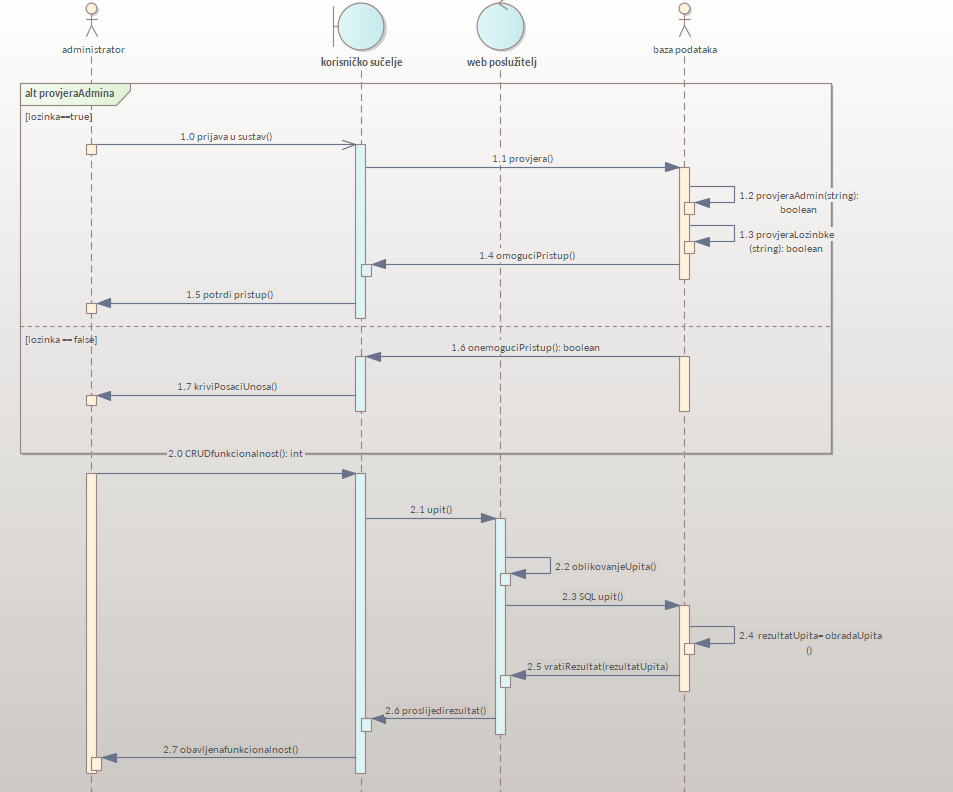 administrator
korisničko sučelje
web poslužitelj
baza podataka
alt provjeraAdmina
[lozinka==true]
1.0 prijava u sustav()
1.1 provjera()
1.2 provjeraAdmin(string):
boolean
1.3 provjeraLozinbke
(string): boolean
1.4 omoguciPristup()
1.5 potrdi pristup()
[lozinka == false]
1.6 onemoguciPristup(): boolean
1.7 kriviPosaciUnosa()
2.0 CRUDfunkcionalnost(): int
2.1 upit()
2.2 oblikovanjeUpita()
2.3 SQL upit()
2.4 rezultatUpita= obradaUpita
()
2.5 vratiRezultat(rezultatUpita)
2.6 proslijedirezultat()
2.7 obavljenafunkcionalnost()